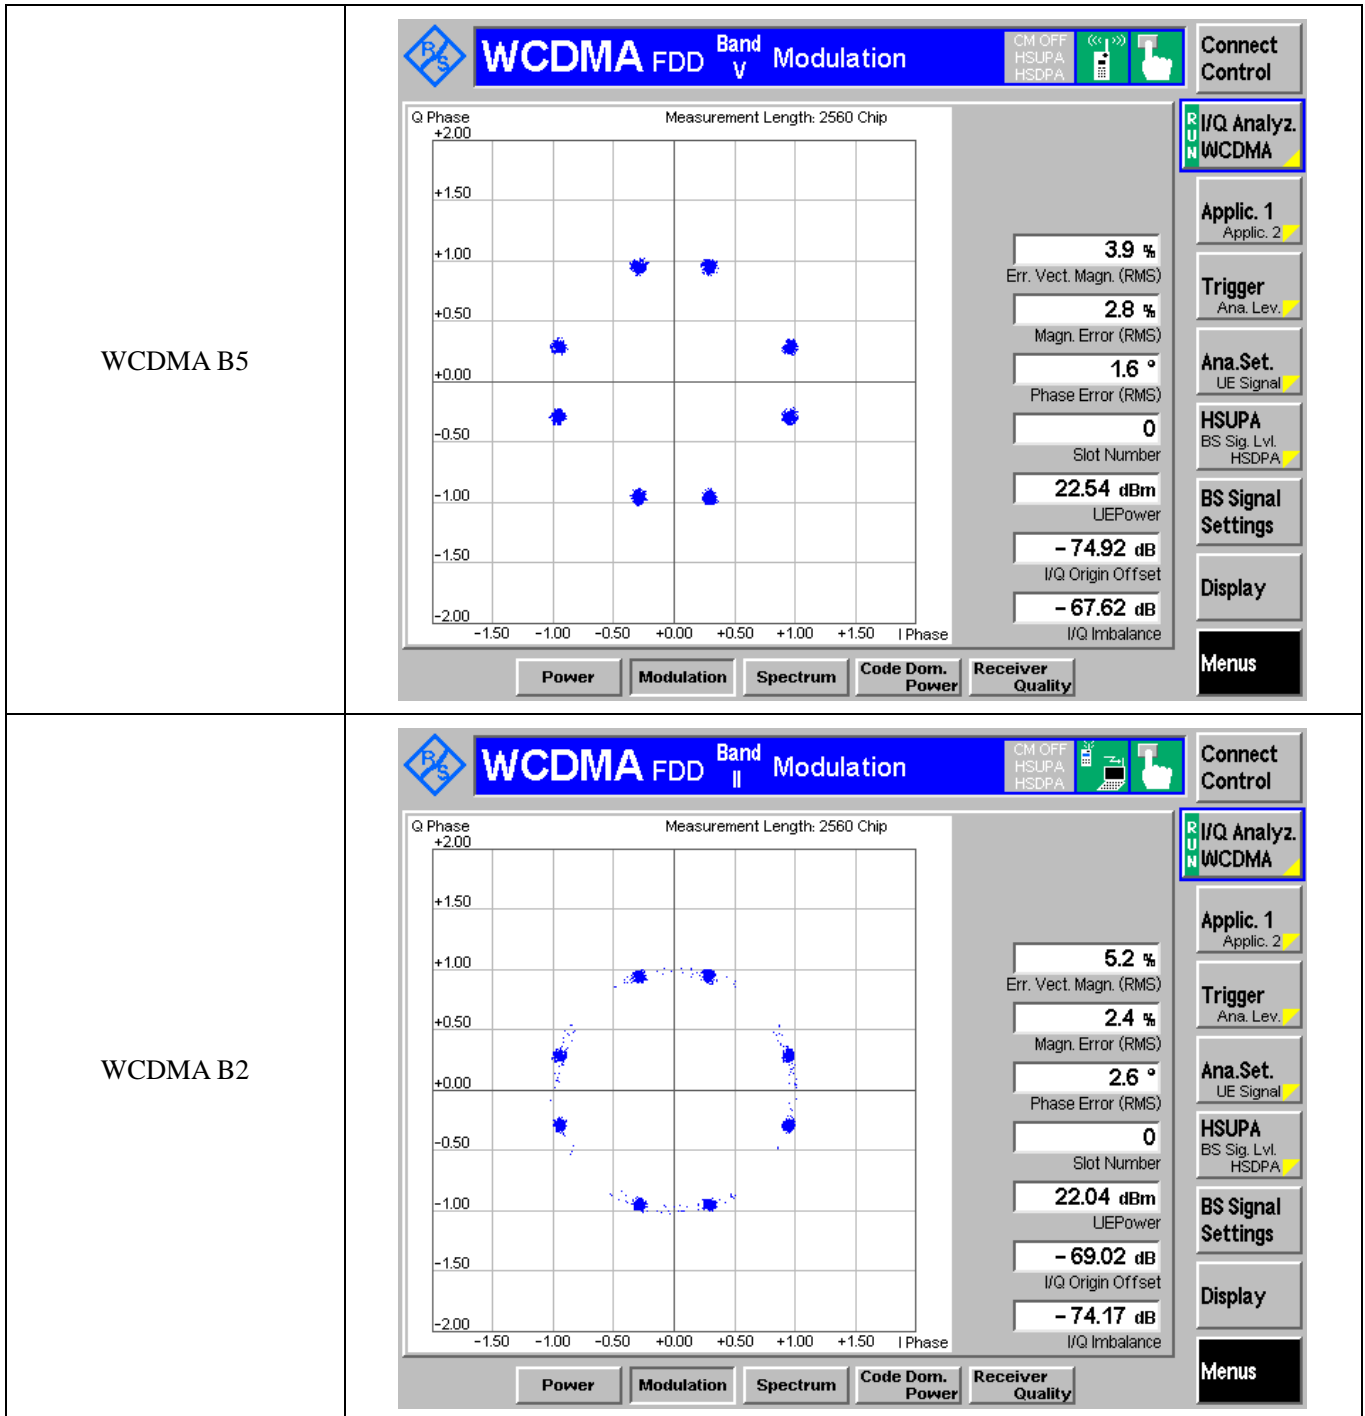 WCDMA B5
R&S
WCDMA FDD Band V Modulation
CM OFF
HSUPA
HSDPA
Connect
Control
Q Phase
Measurement Length: 2560 Chip
+2.00
+1.50
+1.00
+0.50
+0.00
-0.50
-1.00
-1.50
-2.00
-1.50 -1.00 -0.50 +0.00 +0.50 +1.00 +1.50 I Phase
3.9 %
Err. Vect. Magn. (RMS)
2.8 %
Magn. Error (RMS)
1.6 °
Phase Error (RMS)
0
Slot Number
22.54 dBm
UEPower
- 74.92 dB
I/Q Origin Offset
- 67.62 dB
I/Q Imbalance
RUN
I/Q Analyz.
WCDMA
Applic. 1
Applic. 2
Trigger
Ana. Lev.
Ana.Set.
UE Signal
HSUPA
BS Sig. Lvl.
HSDPA
BS Signal
Settings
Display
Menus
Power
Modulation
Spectrum
Code Dom.
Power
Receiver
Quality
WCDMA B2
R&S
WCDMA FDD Band II Modulation
CM OFF
HSUPA
HSDPA
Connect
Control
Q Phase
Measurement Length: 2560 Chip
+2.00
+1.50
+1.00
+0.50
+0.00
-0.50
-1.00
-1.50
-2.00
-1.50 -1.00 -0.50 +0.00 +0.50 +1.00 +1.50 I Phase
5.2 %
Err. Vect. Magn. (RMS)
2.4 %
Magn. Error (RMS)
2.6 °
Phase Error (RMS)
0
Slot Number
22.04 dBm
UEPower
- 69.02 dB
I/Q Origin Offset
- 74.17 dB
I/Q Imbalance
RUN
I/Q Analyz.
WCDMA
Applic. 1
Applic. 2
Trigger
Ana. Lev.
Ana.Set.
UE Signal
HSUPA
BS Sig. Lvl.
HSDPA
BS Signal
Settings
Display
Menus
Power
Modulation
Spectrum
Code Dom.
Power
Receiver
Quality